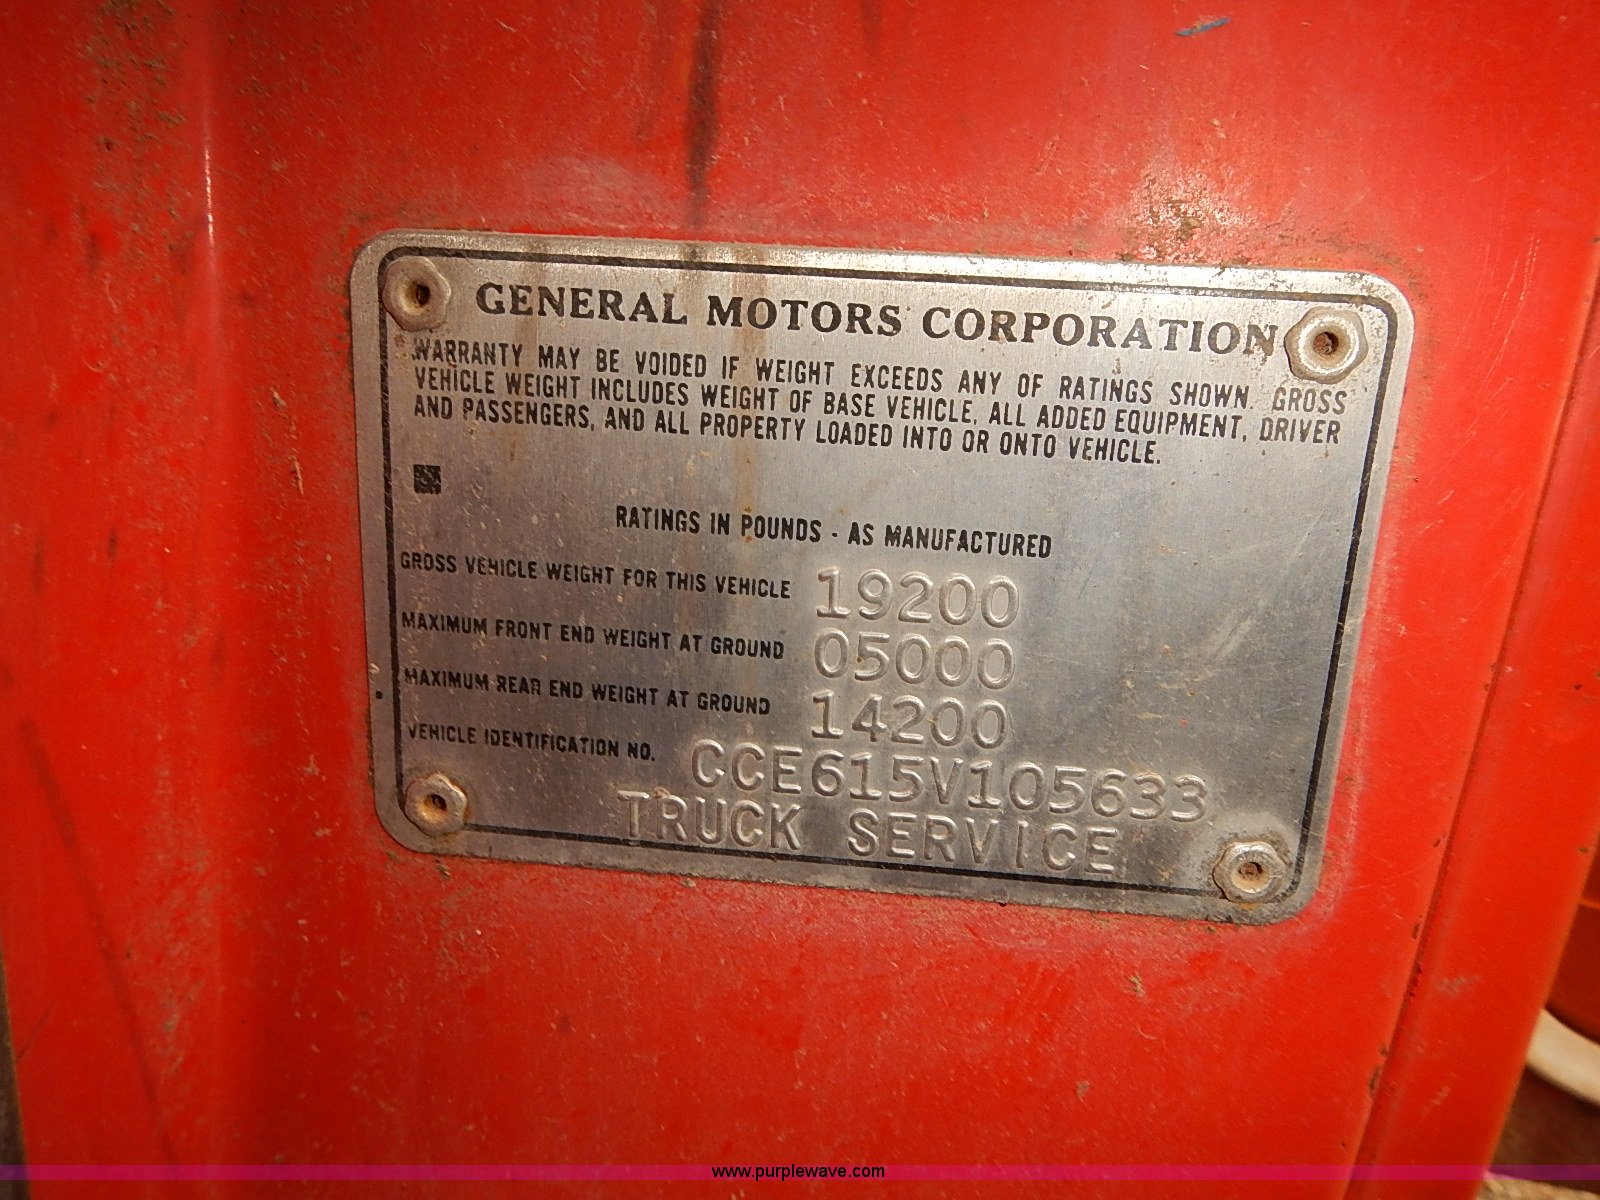 GENERAL MOTORS CORPORATION
WARRANTY MAY BE VOIDED IF WEIGHT EXCEEDS ANY OF RATINGS SHOWN. GROSS
VEHICLE WEIGHT INCLUDES WEIGHT OF BASE VEHICLE, ALL ADDED EQUIPMENT, DRIVER
AND PASSENGERS, AND ALL PROPERTY LOADED INTO OR ONTO VEHICLE.
RATINGS IN POUNDS - AS MANUFACTURED
GROSS VEHICLE WEIGHT FOR THIS VEHICLE 19200
MAXIMUM FRONT END WEIGHT AT GROUND 05000
MAXIMUM REAR END WEIGHT AT GROUND 14200
VEHICLE IDENTIFICATION NO. CCE615V105633
TRUCK SERVICE
www.purplewave.com